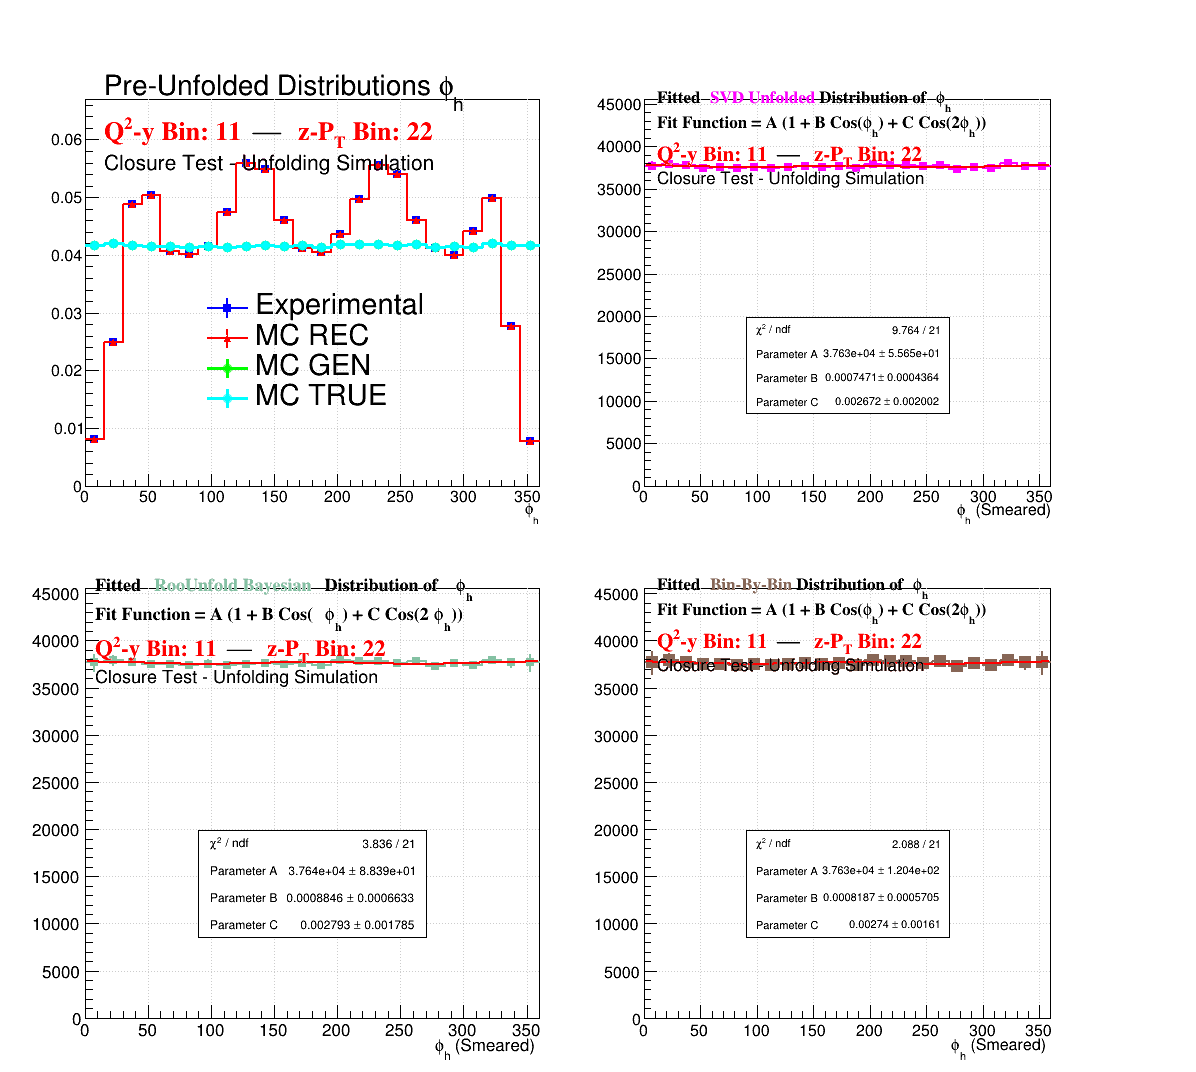 Pre-Unfolded Distributions ϕh
Q2-y Bin: 11 — z-PT Bin: 22
Closure Test - Unfolding Simulation
0.06
0.05
0.04
0.03
0.02
0.01
0
Experimental
MC REC
MC GEN
MC TRUE
0 50 100 150 200 250 300 350
ϕh
Fitted SVD Unfolded Distribution of ϕh
Fit Function = A (1 + B Cos(ϕh) + C Cos(2ϕh))
Q2-y Bin: 11 — z-PT Bin: 22
Closure Test - Unfolding Simulation
45000
40000
35000
30000
25000
20000
15000
10000
5000
0
χ2 / ndf 9.764 / 21
Parameter A 3.763e+04 ± 5.565e+01
Parameter B 0.0007471 ± 0.0004364
Parameter C 0.002672 ± 0.002002
0 50 100 150 200 250 300 350
ϕh (Smeared)
Fitted RooUnfold Bayesian Distribution of ϕh
Fit Function = A (1 + B Cos( ϕh) + C Cos(2 ϕh))
Q2-y Bin: 11 — z-PT Bin: 22
Closure Test - Unfolding Simulation
45000
40000
35000
30000
25000
20000
15000
10000
5000
0
χ2 / ndf 3.836 / 21
Parameter A 3.764e+04 ± 8.839e+01
Parameter B 0.0008846 ± 0.0006633
Parameter C 0.002793 ± 0.001785
0 50 100 150 200 250 300 350
ϕh (Smeared)
Fitted Bin-By-Bin Distribution of ϕh
Fit Function = A (1 + B Cos(ϕh) + C Cos(2ϕh))
Q2-y Bin: 11 — z-PT Bin: 22
Closure Test - Unfolding Simulation
45000
40000
35000
30000
25000
20000
15000
10000
5000
0
χ2 / ndf 2.088 / 21
Parameter A 3.763e+04 ± 1.204e+02
Parameter B 0.0008187 ± 0.0005705
Parameter C 0.00274 ± 0.00161
0 50 100 150 200 250 300 350
ϕh (Smeared)